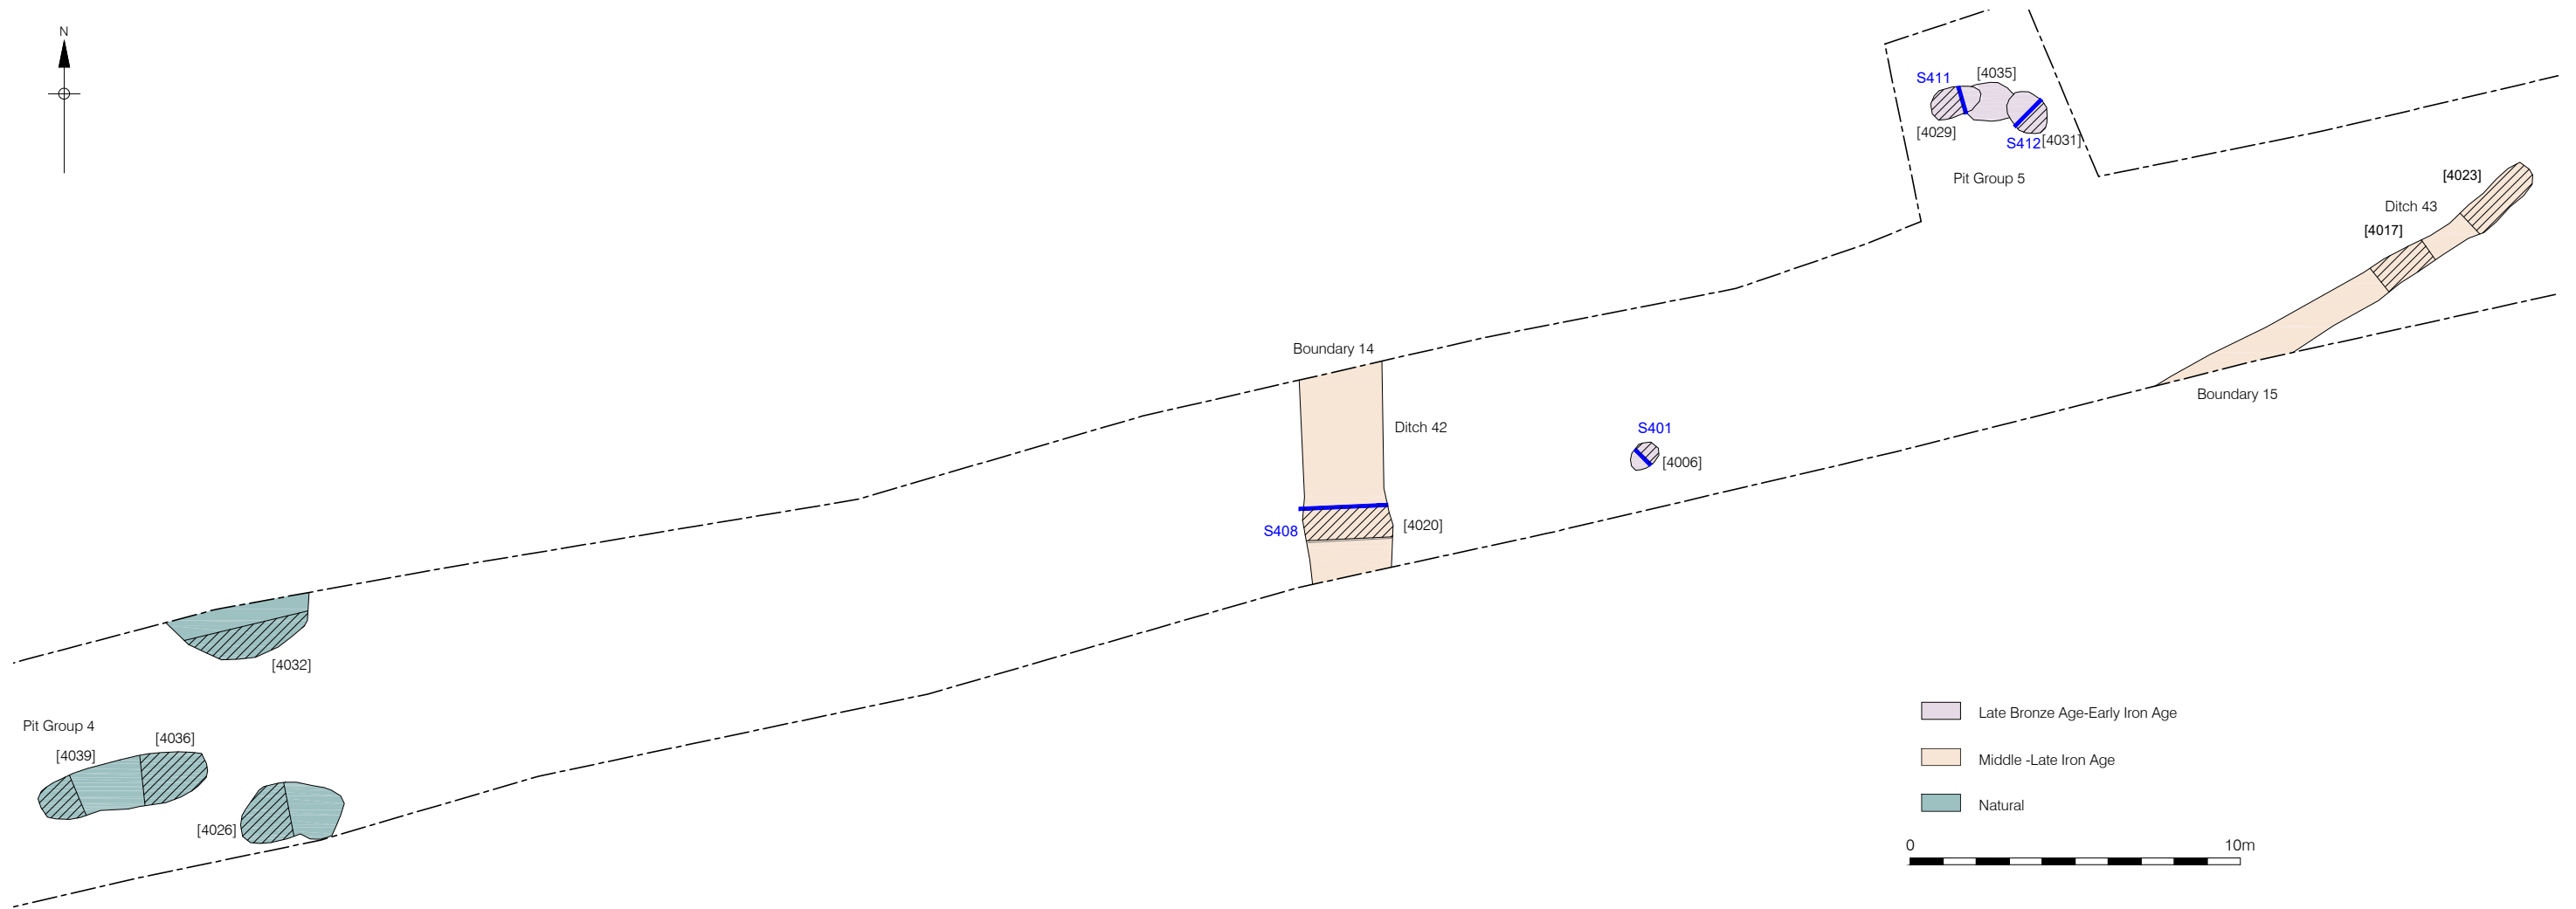 N
S411
[4035]
[4029]
S412
[4031]
Pit Group 5
[4023]
Ditch 43
[4017]
Boundary 14
Boundary 15
Ditch 42
S401
[4006]
S408
[4020]
[4032]
Pit Group 4
[4036]
[4039]
[4026]
Late Bronze Age-Early Iron Age
Middle -Late Iron Age
Natural
0
10m